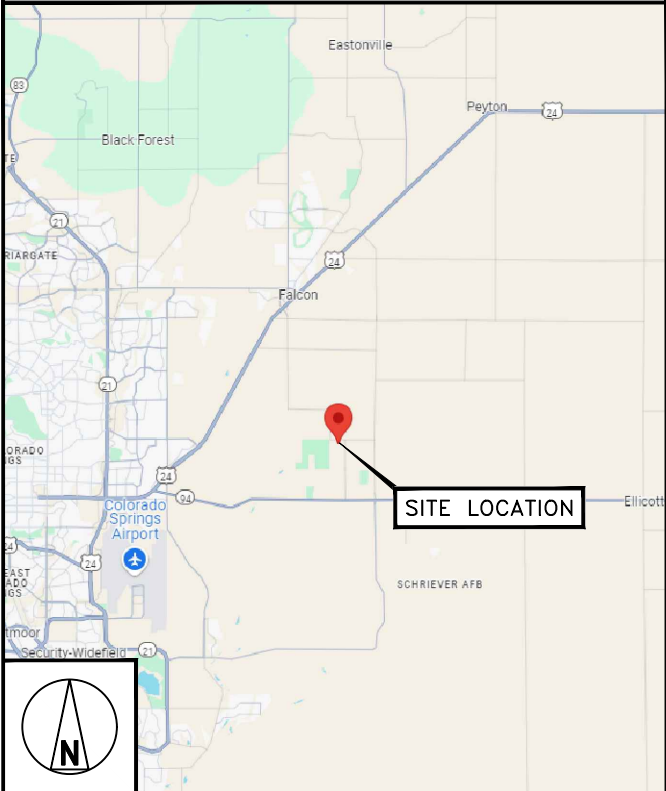 Eastonville
83
Peyton
24
Black Forest
21
RIARGATE
24
Falcon
21
ORADO
GS
24
94
SITE LOCATION
Ellicott
Colorado
Springs
Airport
24
24
EAST
ADO
GS
SCHRIEVER AFB
tmoor
Security-Widefield
21
N